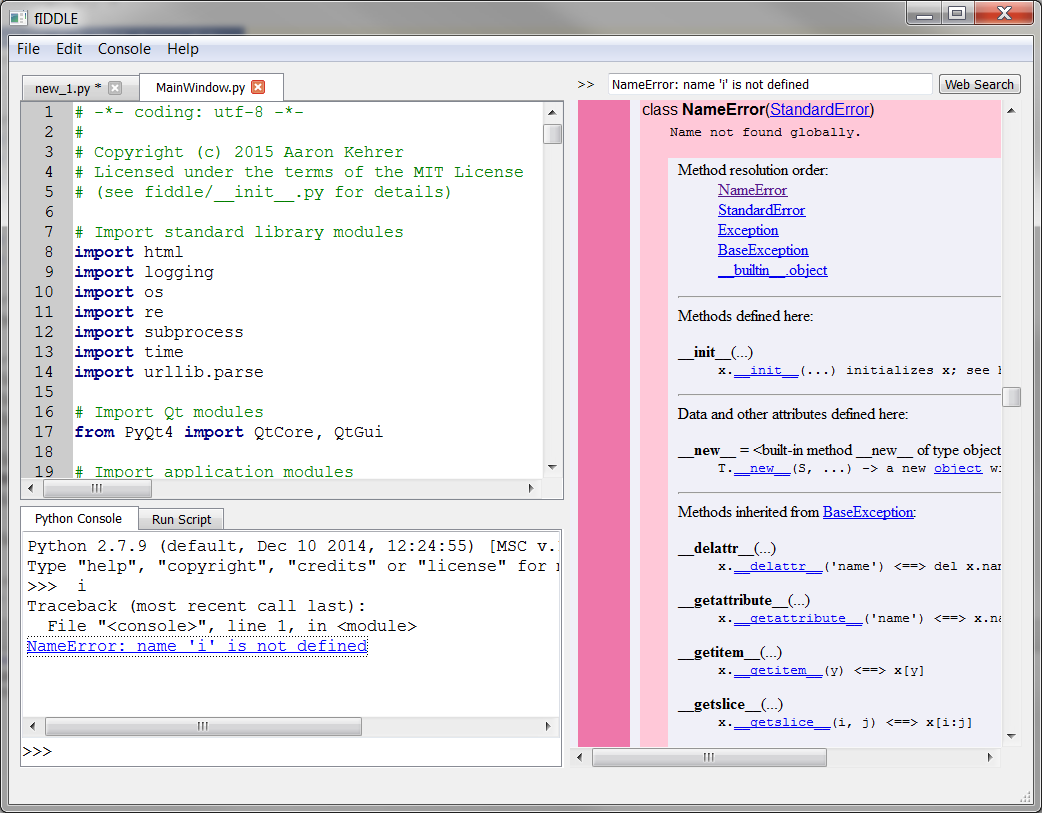 fIDDLE
File Edit Console Help
new_1.py * MainWindow.py
1 # -*- coding: utf-8 -*-
2 #
3 # Copyright (c) 2015 Aaron Kehrer
4 # Licensed under the terms of the MIT License
5 # (see fiddle/__init__.py for details)
6
7 # Import standard library modules
8 import html
9 import logging
10 import os
11 import re
12 import subprocess
13 import time
14 import urllib.parse
15
16 # Import Qt modules
17 from PyQt4 import QtCore, QtGui
18
19 # Import application modules
Python Console Run Script
Python 2.7.9 (default, Dec 10 2014, 12:24:55) [MSC v.
Type "help", "copyright", "credits" or "license" for
>>> i
Traceback (most recent call last):
File "<console>", line 1, in <module>
NameError: name 'i' is not defined
>>>
>> NameError: name 'i' is not defined Web Search
class NameError(StandardError)
Name not found globally.
Method resolution order:
NameError
StandardError
Exception
BaseException
__builtin__.object
Methods defined here:
__init__(...)
x.__init__(...) initializes x; see
Data and other attributes defined here:
__new__ = <built-in method __new__ of type object
T.__new__(S, ...) -> a new object
Methods inherited from BaseException:
__delattr__(...)
x.__delattr__('name') <==> del x.nam
__getattribute__(...)
x.__getattribute__('name') <==> x.na
__getitem__(...)
x.__getitem__(y) <==> x[y]
__getslice__(...)
x.__getslice__(i, j) <==> x[i:j]